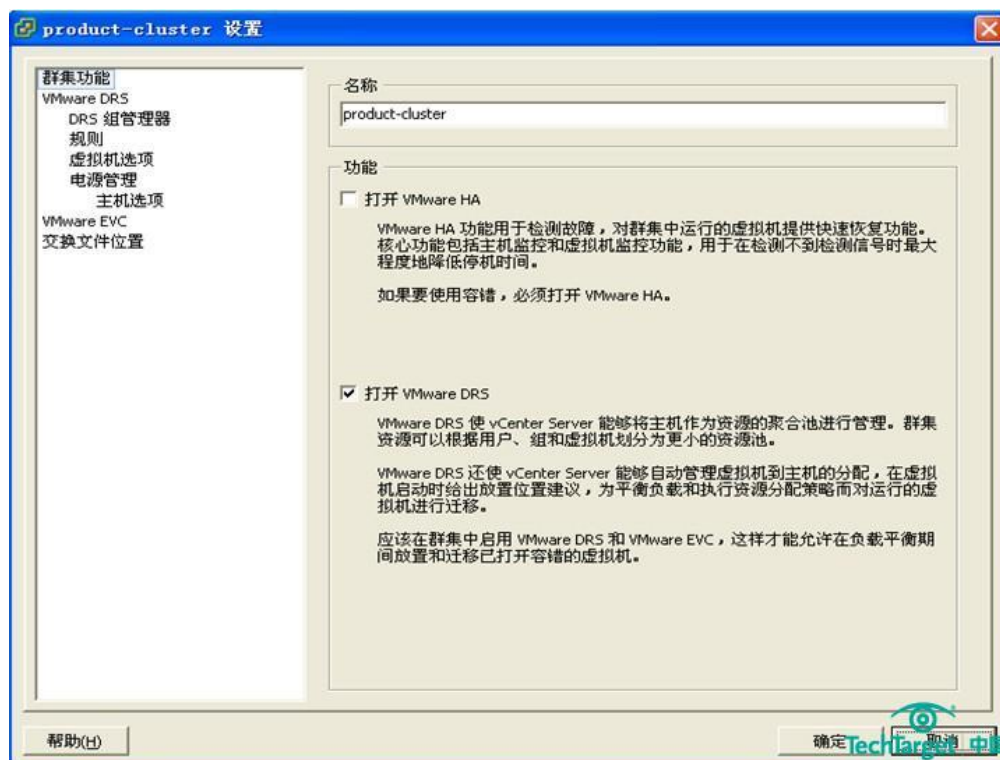 product-cluster 设置
群集功能
VMware DRS
DRS 组管理器
规则
虚拟机选项
电源管理
主机选项
VMware EVC
交换文件位置
名称
product-cluster
功能
打开 VMware HA
VMware HA 功能用于检测故障，对群集中运行的虚拟机提供快速恢复功能。
核心功能包括主机监控和虚拟机监控功能，用于在检测不到检测信号时最大
程度地降低停机时间。
如果要使用容错，必须打开 VMware HA。
打开 VMware DRS
VMware DRS 使 vCenter Server 能够将主机作为资源的聚合池进行管理。群集
资源可以根据用户、组和虚拟机划分为更小的资源池。
VMware DRS 还使 vCenter Server 能够自动管理虚拟机到主机的分配，在虚拟
机启动时给出放置位置建议，为平衡负载和执行资源分配策略而对运行的虚
拟机进行迁移。
应该在群集中启用 VMware DRS 和 VMware EVC，这样才能允许在负载平衡期
间放置和迁移已打开容错的虚拟机。
帮助(H)
确定
取消
TechTarget 中